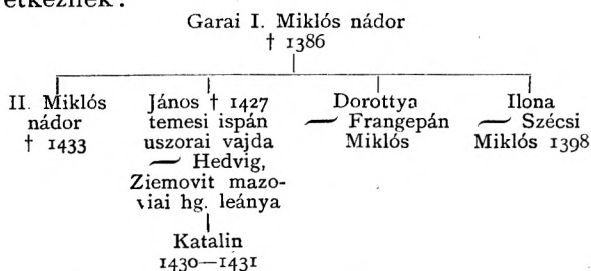 etkeznek:
Garai I. Miklós nádor
† 1386
II. Miklós
nádor
† 1433
János † 1427
temesi ispán
uszorai vajda
— Hedvig,
Ziemovit mazo-
viai hg. leánya
Katalin
1430—1431
Dorottya
— Frangepán
Miklós
Ilona
— Szécsi
Miklós 1398